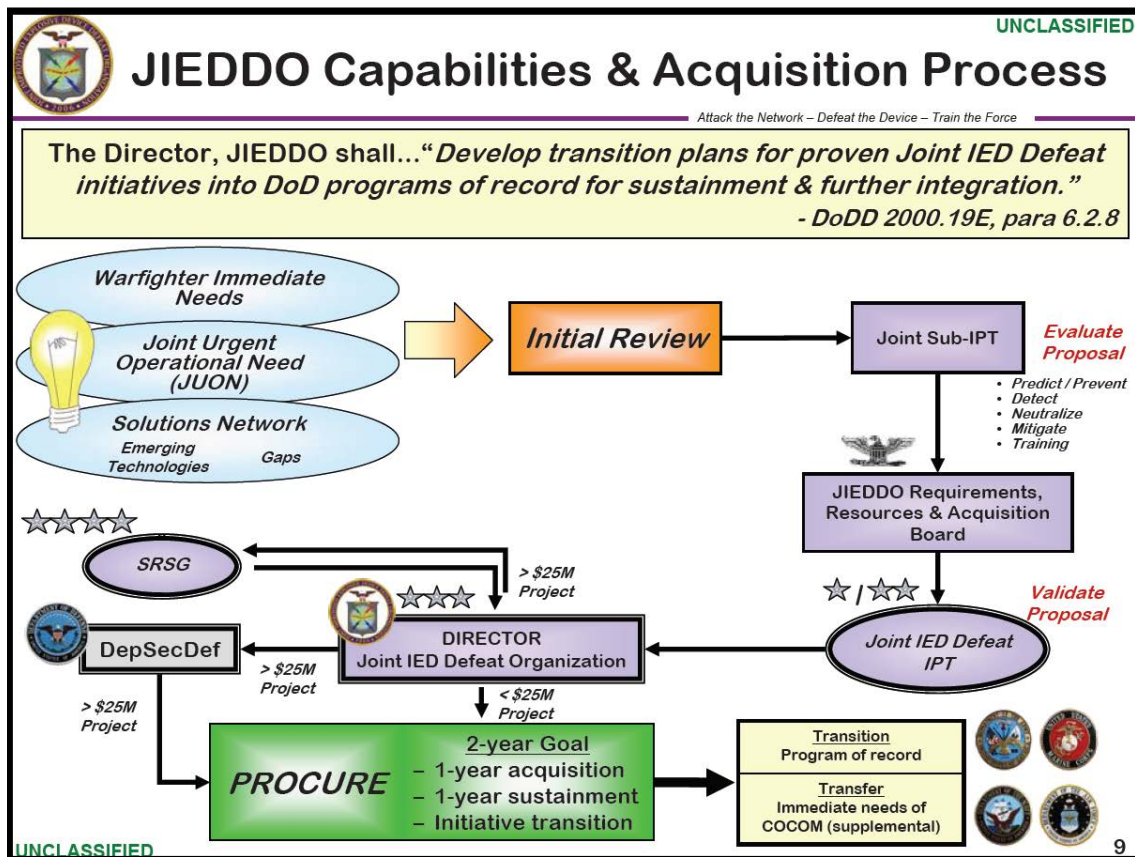 UNCLASSIFIED
JIEDDO Capabilities & Acquisition Process
Attack the Network – Defeat the Device – Train the Force
The Director, JIEDDO shall...“Develop transition plans for proven Joint IED Defeat
initiatives into DoD programs of record for sustainment & further integration.”
- DoDD 2000.19E, para 6.2.8
Warfighter Immediate
Needs
Joint Urgent
Operational Need
(JUON)
Solutions Network
Emerging
Technologies
Gaps
Initial Review
Joint Sub-IPT
Evaluate
Proposal
• Predict / Prevent
• Detect
• Neutralize
• Mitigate
• Training
JIEDDO Requirements,
Resources & Acquisition
Board
Validate
Proposal
Joint IED Defeat
IPT
SRSG
> $25M
Project
DIRECTOR
Joint IED Defeat Organization
> $25M
Project
DepSecDef
> $25M
Project
< $25M
Project
PROCURE
2-year Goal
– 1-year acquisition
– 1-year sustainment
– Initiative transition
Transition
Program of record
Transfer
Immediate needs of
COCOM (supplemental)
UNCLASSIFIED
9